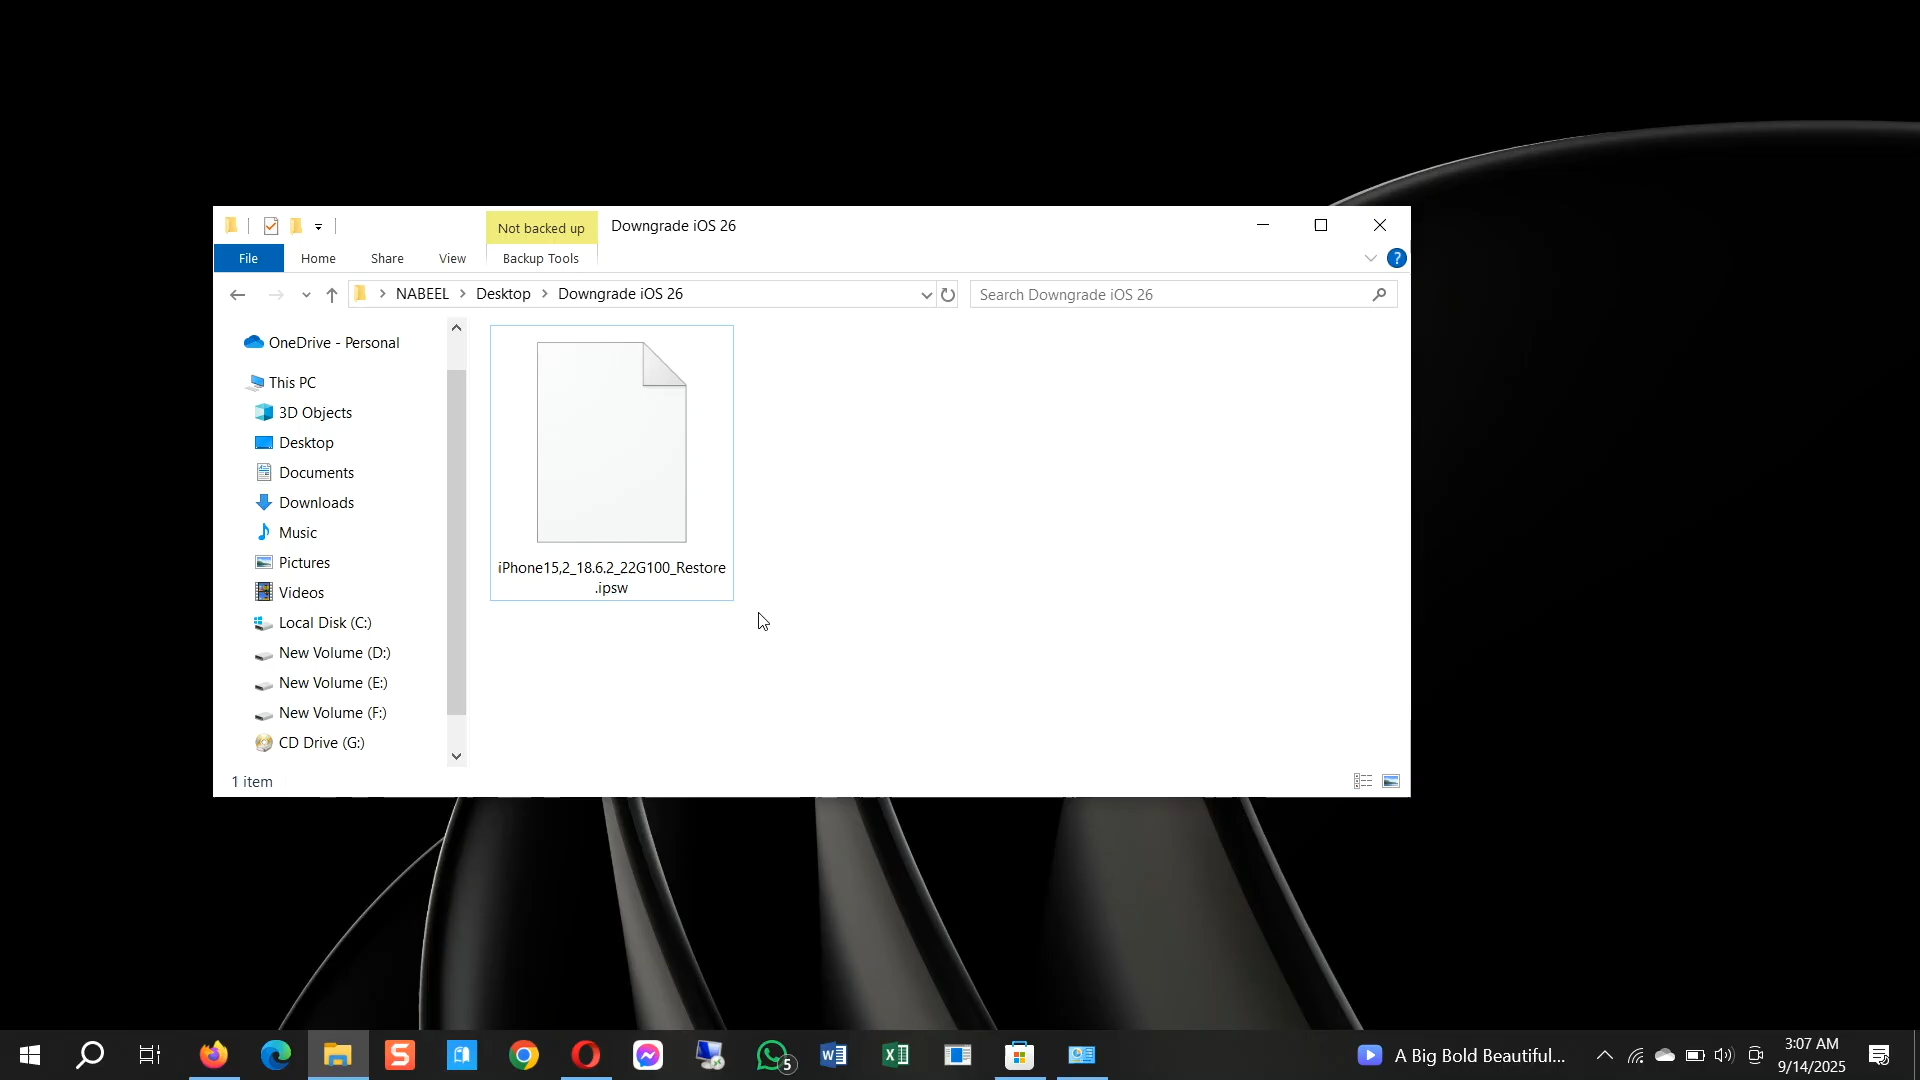 Not backed up
Downgrade iOS 26
File
Home
Share
View
Backup Tools
?
NABEEL
Desktop
Downgrade iOS 26
Search Downgrade iOS 26
OneDrive - Personal
This PC
3D Objects
Desktop
Documents
Downloads
Music
Pictures
Videos
Local Disk (C:)
New Volume (D:)
New Volume (E:)
New Volume (F:)
CD Drive (G:)
iPhone15,2_18.6.2_22G100_Restore
.ipsw
1 item
S
5
W
X
A Big Bold Beautiful...
3:07 AM
9/14/2025